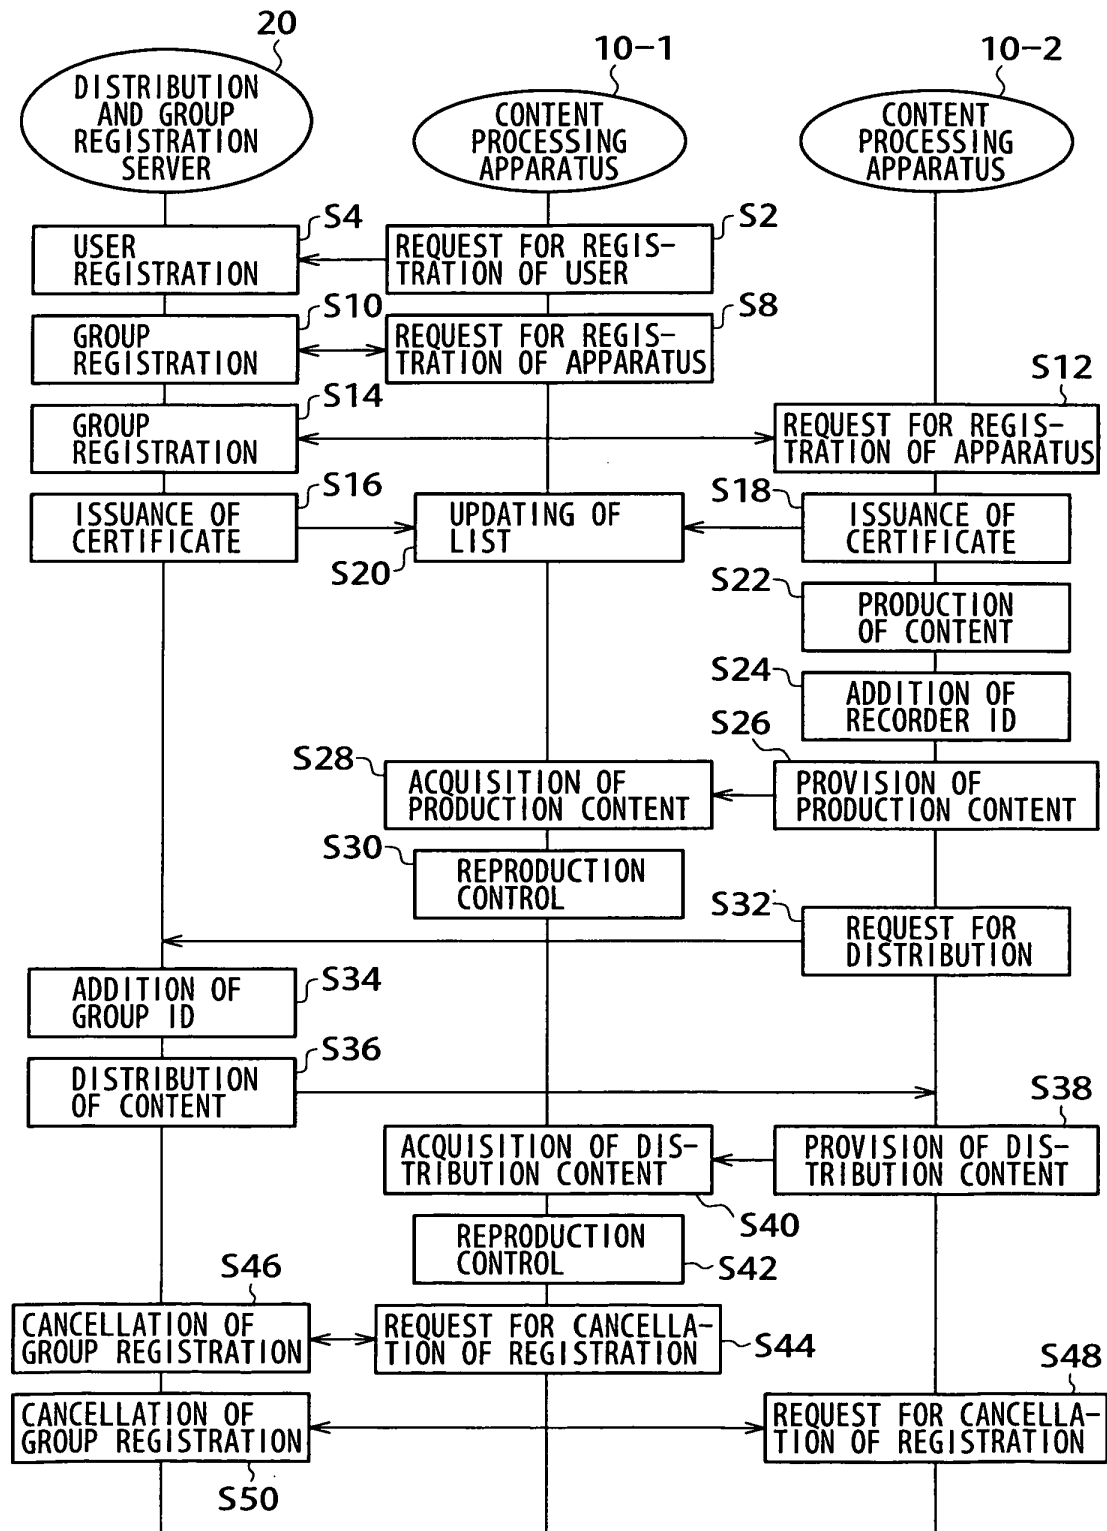 20
DISTRIBUTION
AND GROUP
REGISTRATION
SERVER
10-1
CONTENT
PROCESSING
APPARATUS
10-2
CONTENT
PROCESSING
APPARATUS
S4
USER
REGISTRATION
S2
REQUEST FOR REGIS-
TRATION OF USER
S10
GROUP
REGISTRATION
S8
REQUEST FOR REGIS-
TRATION OF APPARATUS
S14
GROUP
REGISTRATION
S12
REQUEST FOR REGIS-
TRATION OF APPARATUS
S16
ISSUANCE OF
CERTIFICATE
UPDATING OF
LIST
S20
S18
ISSUANCE OF
CERTIFICATE
S22
PRODUCTION
OF CONTENT
S24
ADDITION OF
RECORDER ID
S28
ACQUISITION OF
PRODUCTION CONTENT
S26
PROVISION OF
PRODUCTION CONTENT
S30
REPRODUCTION
CONTROL
S32
REQUEST FOR
DISTRIBUTION
S34
ADDITION OF
GROUP ID
S36
DISTRIBUTION
OF CONTENT
S38
ACQUISITION OF DIS-
TRIBUTION CONTENT
S40
PROVISION OF DIS-
TRIBUTION CONTENT
REPRODUCTION
CONTROL
S42
S46
CANCELLATION OF
GROUP REGISTRATION
REQUEST FOR CANCELLA-
TION OF REGISTRATION
S44
S48
CANCELLATION OF
GROUP REGISTRATION
S50
REQUEST FOR CANCELLA-
TION OF REGISTRATION